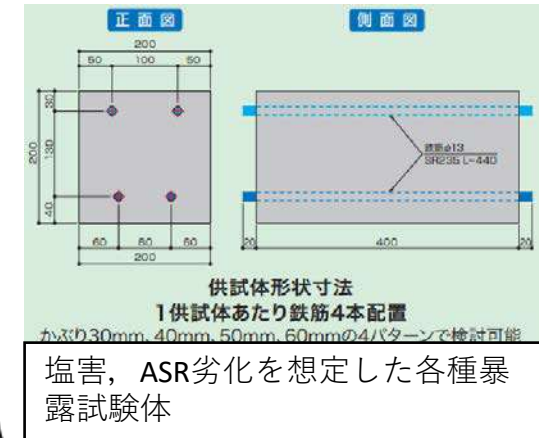 正面図
側面図
200
50 100 50
30
200
130
40
60 80 60
200
鉄筋φ13
SR235 L=440
20 400 20
供試体形状寸法
1供試体あたり鉄筋4本配置
かぶり30mm、40mm、50mm、60mmの4パターンで検討可能
塩害，ASR劣化を想定した各種暴
露試験体